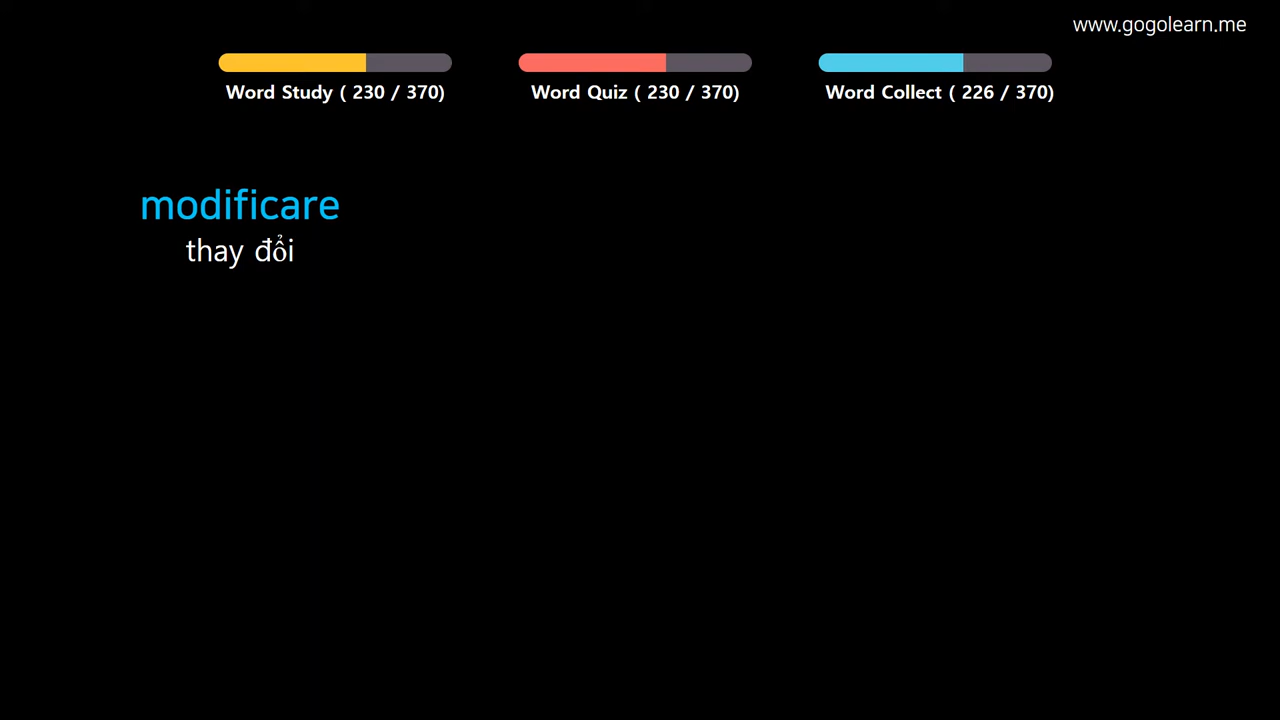 www.gogolearn.me
Word Study ( 230 / 370)
Word Quiz ( 230 / 370)
Word Collect ( 226 / 370)
modificare
thay đổi